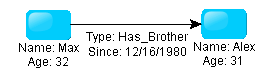 Type: Has_Brother
Since: 12/16/1980
Name: Max
Age: 32
Name: Alex
Age: 31